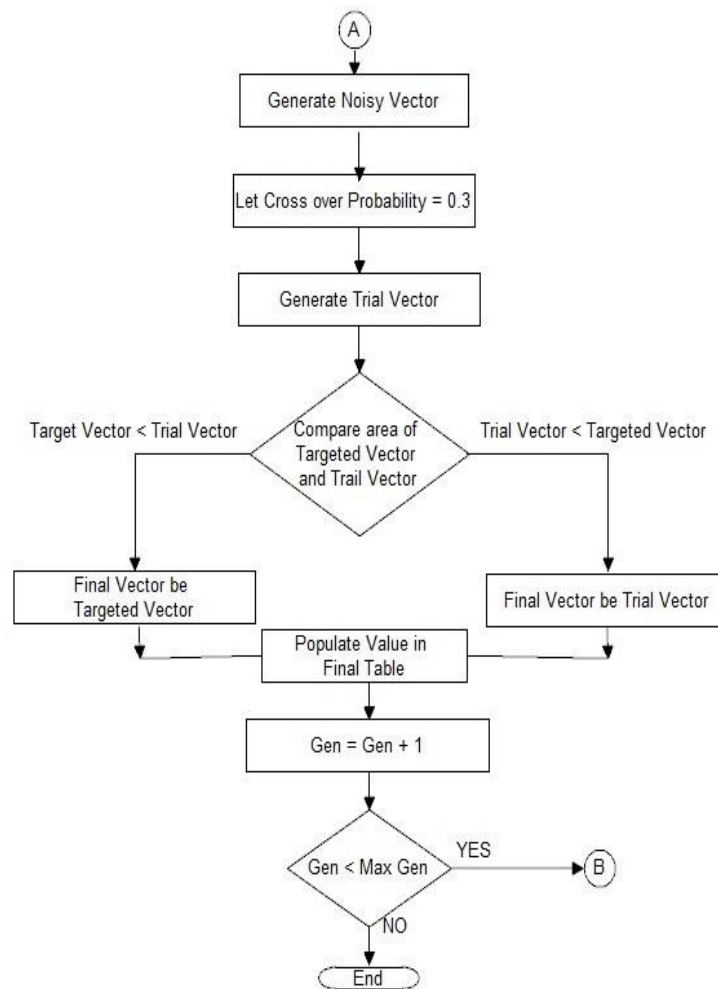 A
Generate Noisy Vector
Let Cross over Probability = 0.3
Generate Trial Vector
Target Vector < Trial Vector
Compare area of
Targeted Vector
and Trail Vector
Trial Vector < Targeted Vector
Final Vector be
Targeted Vector
Final Vector be Trial Vector
Populate Value in
Final Table
Gen = Gen + 1
Gen < Max Gen
YES
B
NO
End